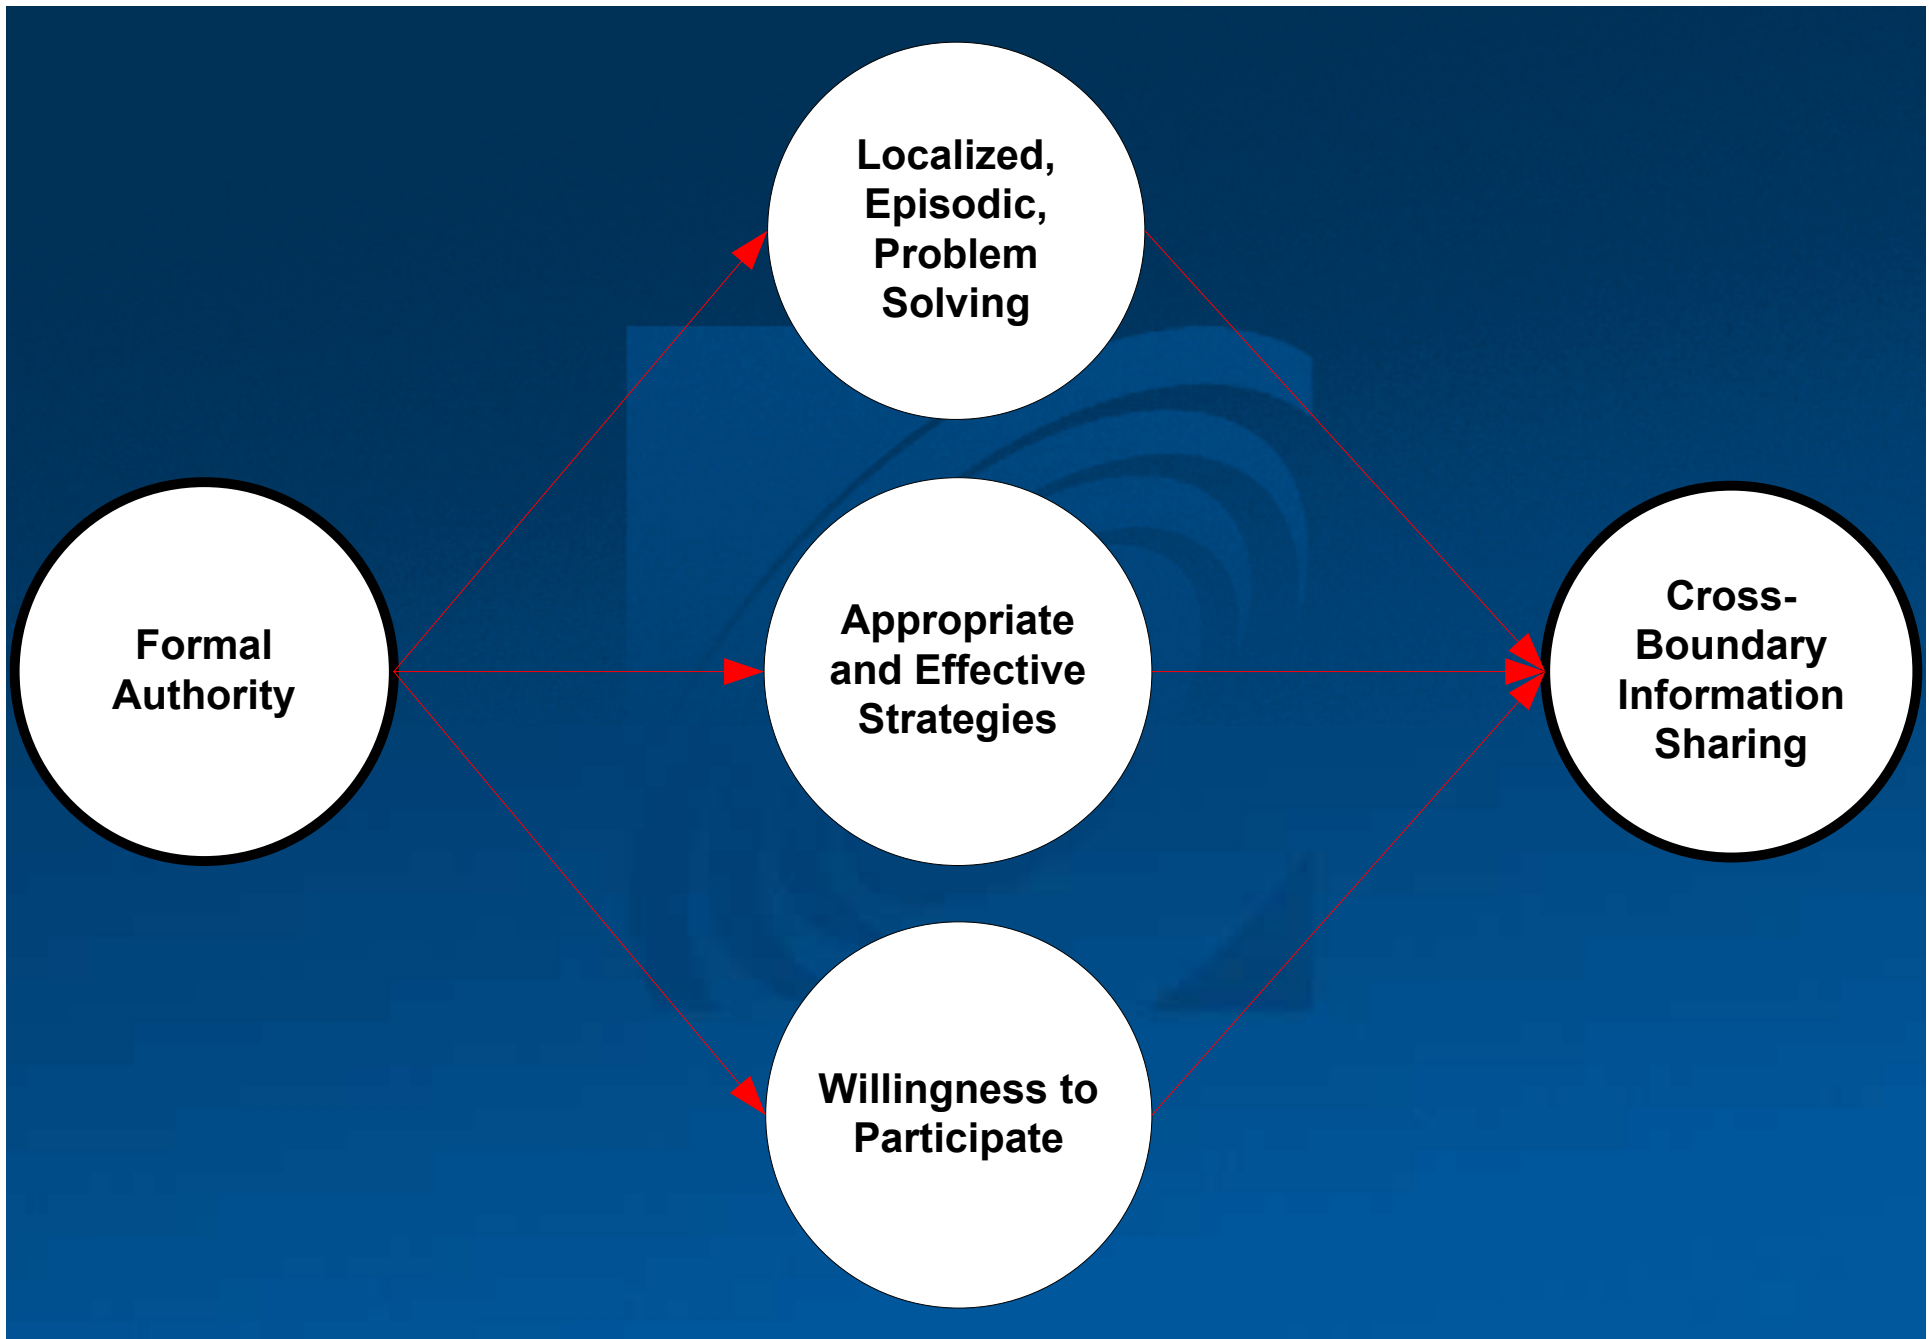 Localized,
Episodic,
Problem
Solving
Formal
Authority
Appropriate
and Effective
Strategies
Cross-
Boundary
Information
Sharing
Willingness to
Participate